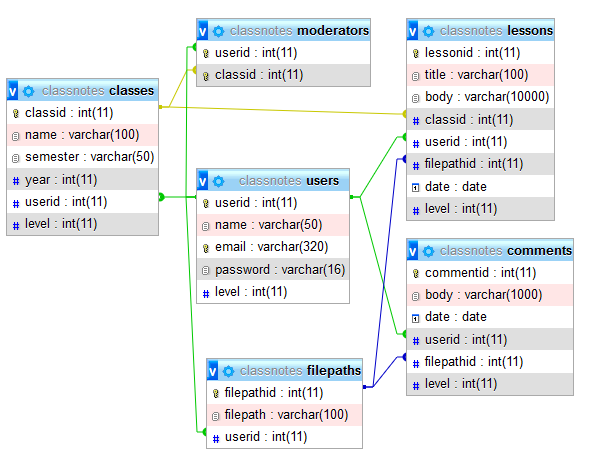 v classnotes moderators
userid : int(11)
classid : int(11)
v classnotes lessons
lessonid : int(11)
title : varchar(100)
body : varchar(10000)
classid : int(11)
userid : int(11)
filepathid : int(11)
date : date
level : int(11)
v classnotes classes
classid : int(11)
name : varchar(100)
semester : varchar(50)
year : int(11)
userid : int(11)
level : int(11)
v classnotes users
userid : int(11)
name : varchar(50)
email : varchar(320)
password : varchar(16)
level : int(11)
v classnotes comments
commentid : int(11)
body : varchar(1000)
date : date
userid : int(11)
filepathid : int(11)
level : int(11)
v classnotes filepaths
filepathid : int(11)
filepath : varchar(100)
userid : int(11)